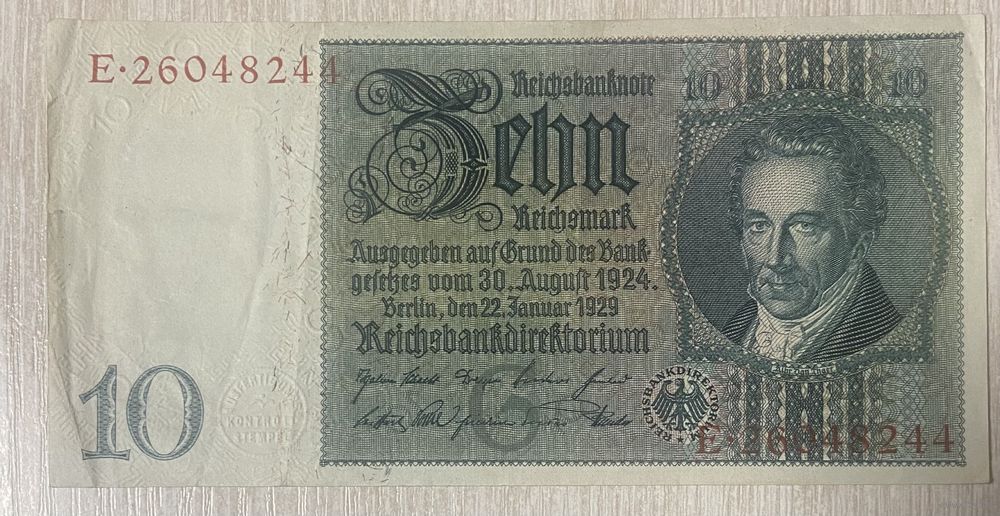 E·26048244
Reichsbanknote
10 10
Zehn
Reichsmark
Ausgegeben auf Grund des Bank-
gesetzes vom 30. August 1924.
Berlin, den 22. Januar 1929
Reichsbankdirektorium
REICHSBANKDIREKTORIUM
10
KONTROLL
STEMPEL
E·26048244